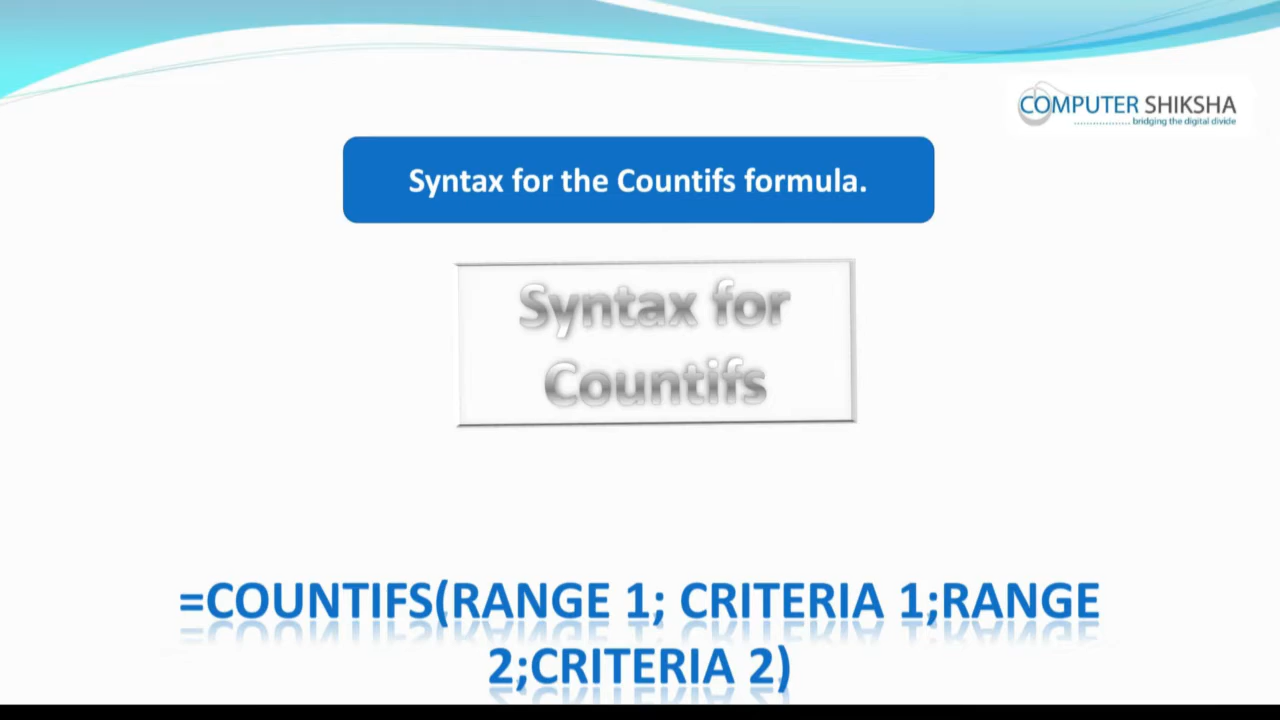 COMPUTER SHIKSHA
.................. bridging the digital divide
Syntax for the Countifs formula.
Syntax for
Countifs
=COUNTIFS(RANGE 1; CRITERIA 1;RANGE
2;CRITERIA 2)